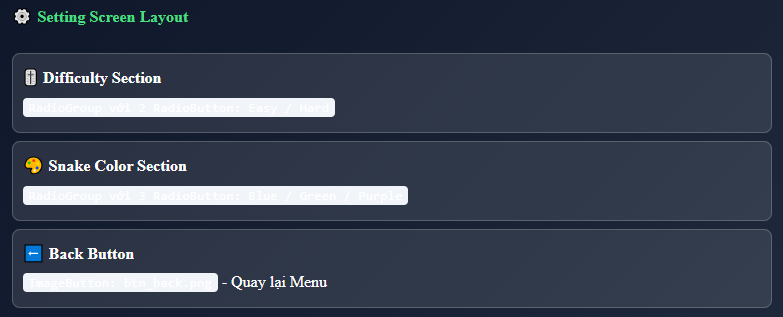 Setting Screen Layout
Difficulty Section
RadioGroup với 2 RadioButton: Easy / Hard
Snake Color Section
RadioGroup với 3 RadioButton: Blue / Green / Purple
Back Button
ImageButton: btn_back.png - Quay lại Menu